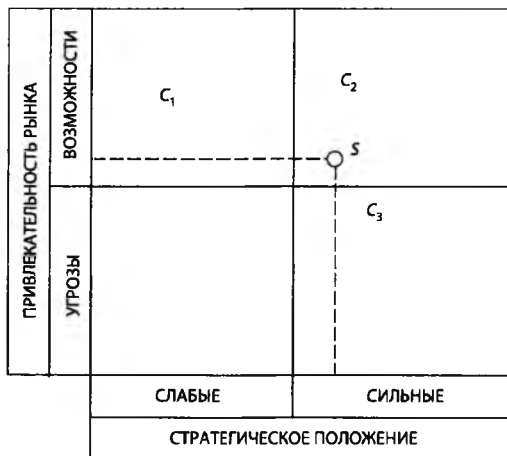 ПРИВЛЕКАТЕЛЬНОСТЬ РЫНКА
ВОЗМОЖНОСТИ
УГРОЗЫ
C₁
C₂
S
C₃
СЛАБЫЕ
СИЛЬНЫЕ
СТРАТЕГИЧЕСКОЕ ПОЛОЖЕНИЕ